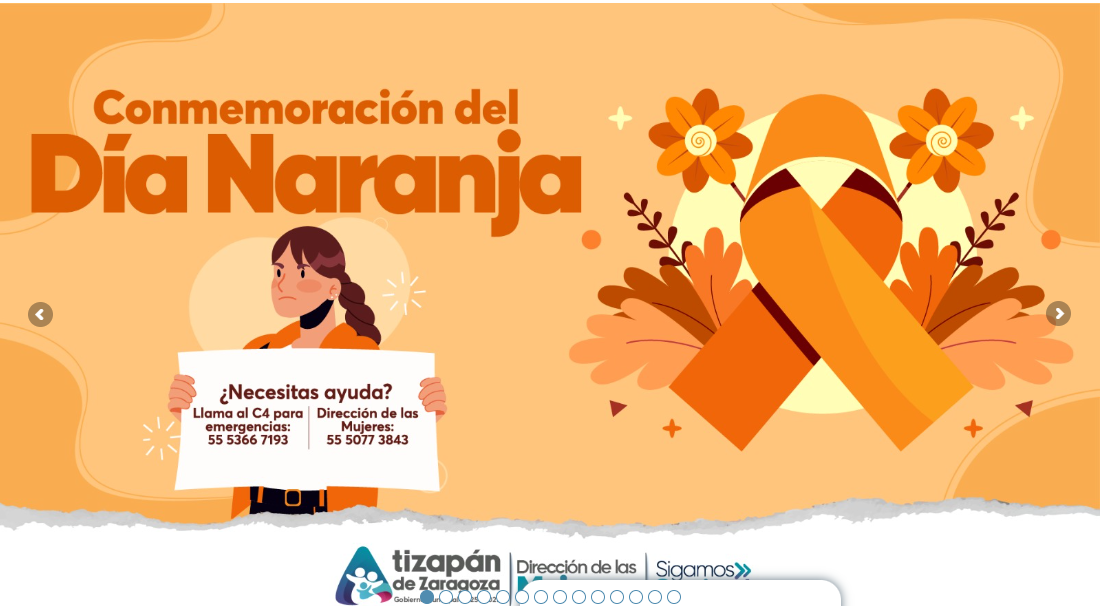 Conmemoración del
Día Naranja
¿Necesitas ayuda?
Llama al C4 para
emergencias:
55 5366 7193
Dirección de las
Mujeres:
55 5077 3843
tizapán
de Zaragoza
Dirección de las
Sigamos